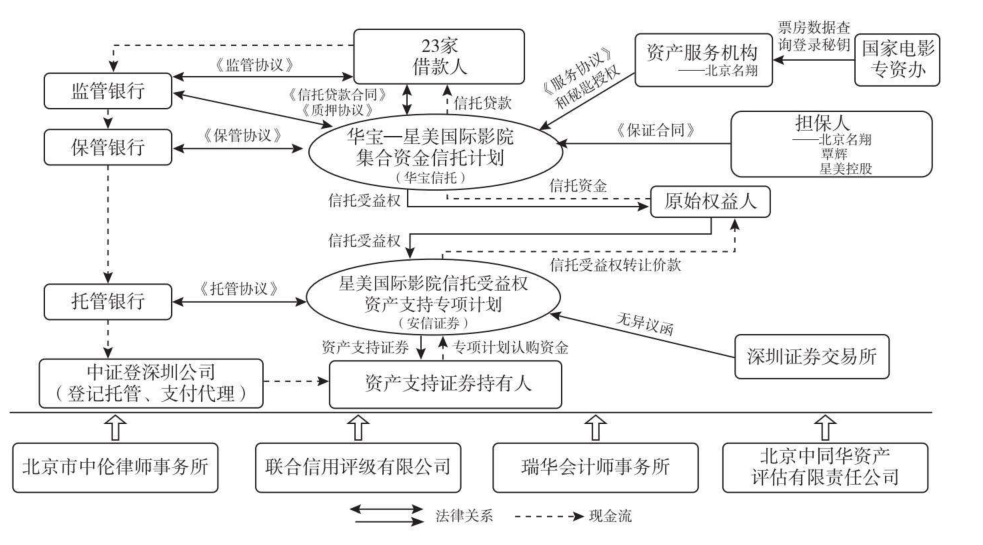 23家
借款人
《监管协议》
监管银行
《信托贷款合同》
《质押协议》
信托贷款
《服务协议》
和秘匙授权
资产服务机构
——北京名翔
票房数据查
询登录秘钥
国家电影
专资办
保管银行
《保管协议》
华宝—星美国际影院
集合资金信托计划
（华宝信托）
《保证合同》
担保人
——北京名翔
覃辉
星美控股
信托受益权
信托资金
原始权益人
信托受益权
信托受益权转让价款
托管银行
《托管协议》
星美国际影院信托受益权
资产支持专项计划
（安信证券）
无异议函
深圳证券交易所
资产支持证券
专项计划认购资金
中证登深圳公司
（登记托管、支付代理）
资产支持证券持有人
北京市中伦律师事务所
联合信用评级有限公司
瑞华会计师事务所
北京中同华资产
评估有限责任公司
法律关系
现金流